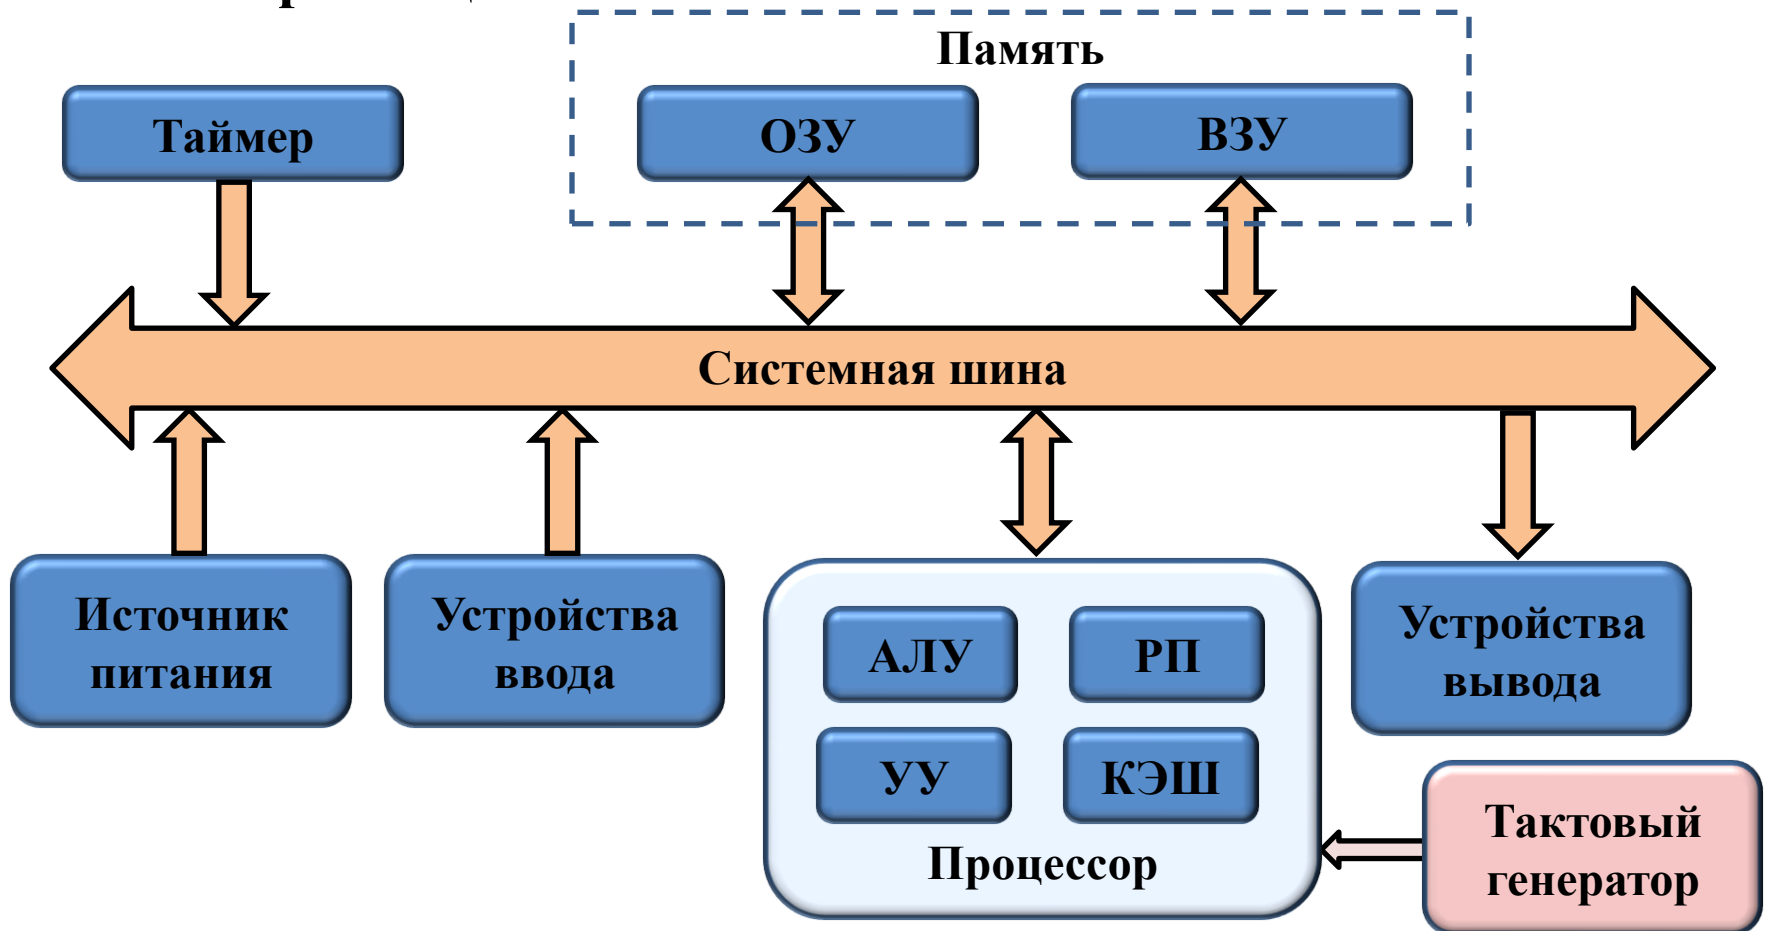 Память
Таймер
ОЗУ
ВЗУ
Системная шина
Источник
питания
Устройства
ввода
АЛУ
РП
УУ
КЭШ
Процессор
Устройства
вывода
Тактовый
генератор